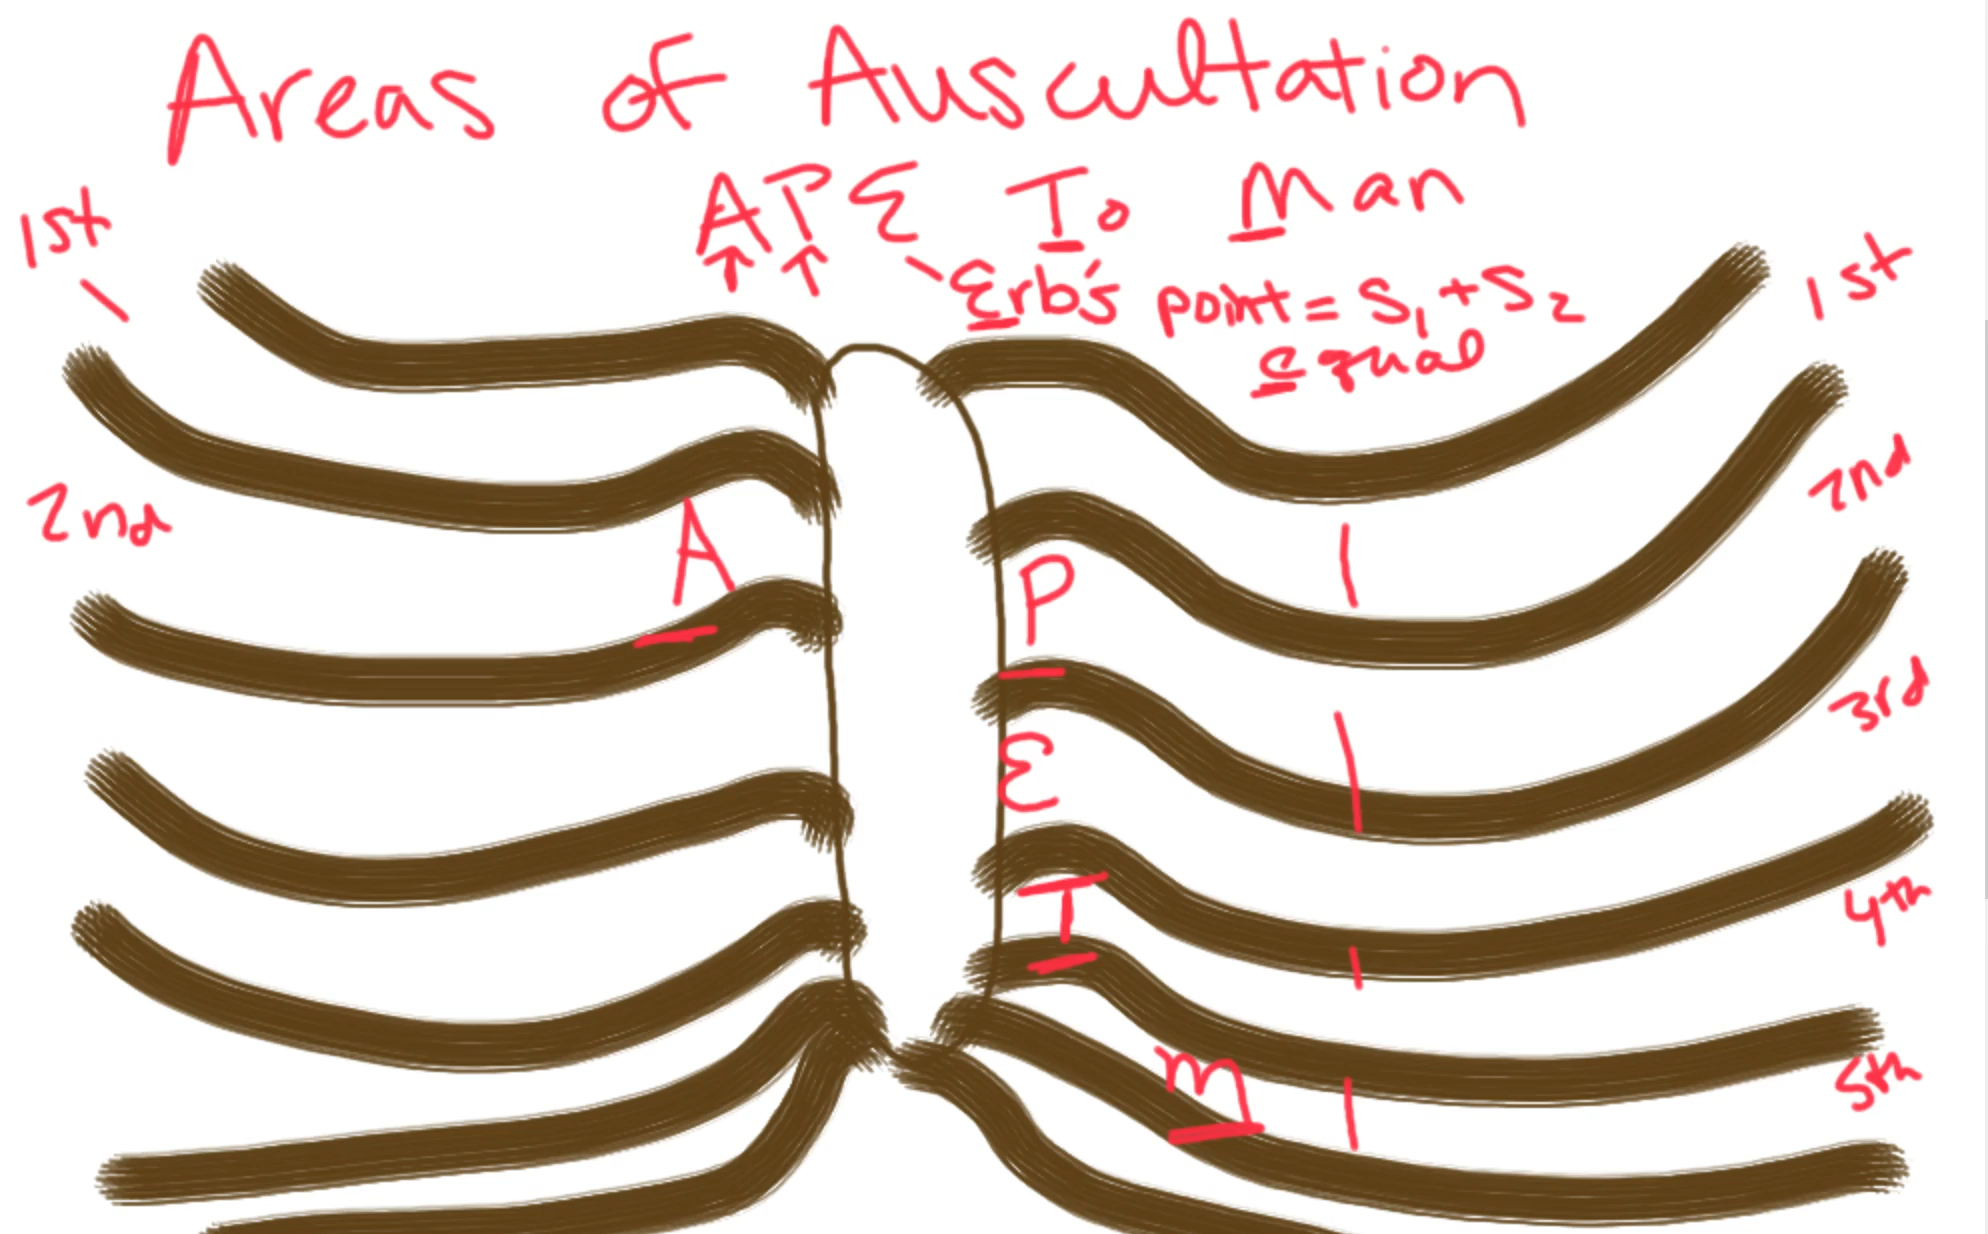 Areas of Auscultation
APE To Man
Erb's point = S1 + S2
equal
1st
1st
2nd
2nd
A
P
3rd
E
4th
T
5th
M